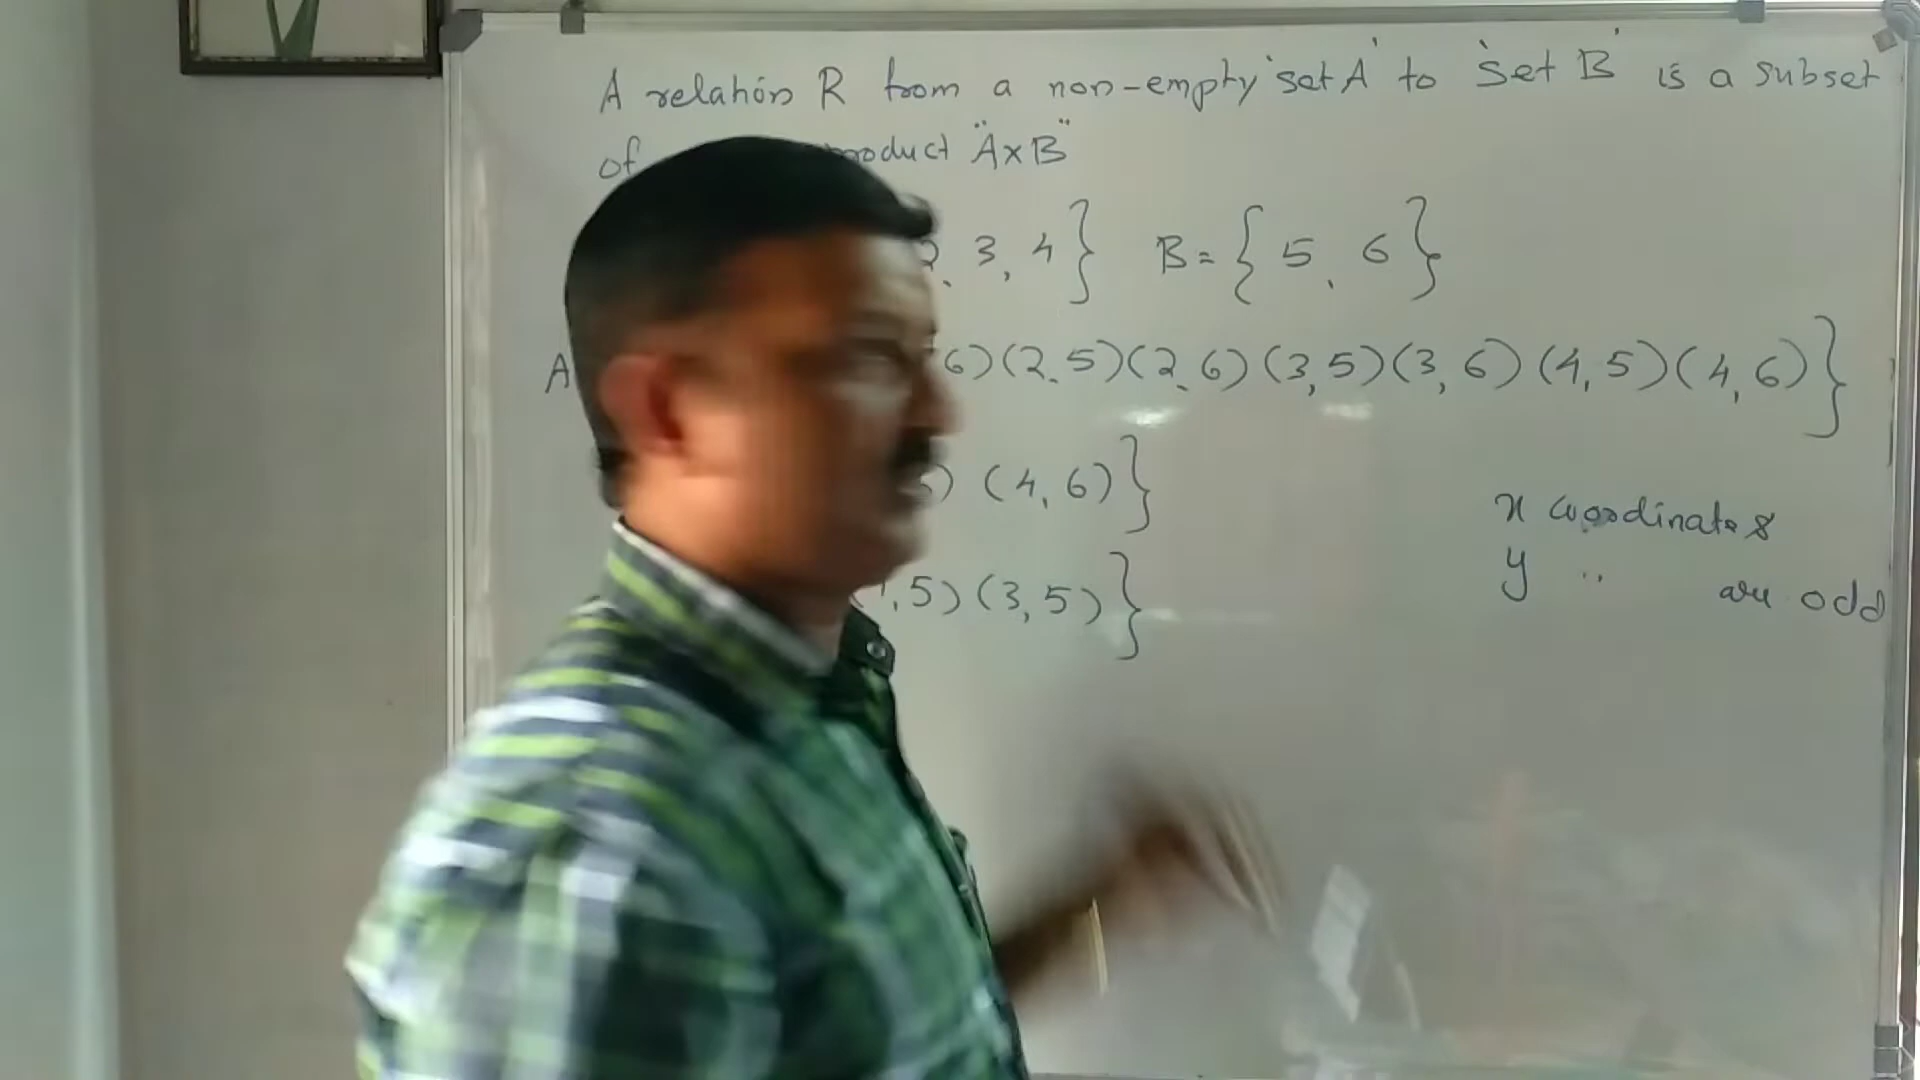 A relation R from a non-empty 'set A' to 'set B' is a subset
of product "A×B"
2, 3, 4} B = {5, 6}
A 6) (2,5) (2,6) (3,5) (3,6) (4,5) (4,6)}
) (4,6)}
,5) (3,5)}
x coordinates
y " are odd